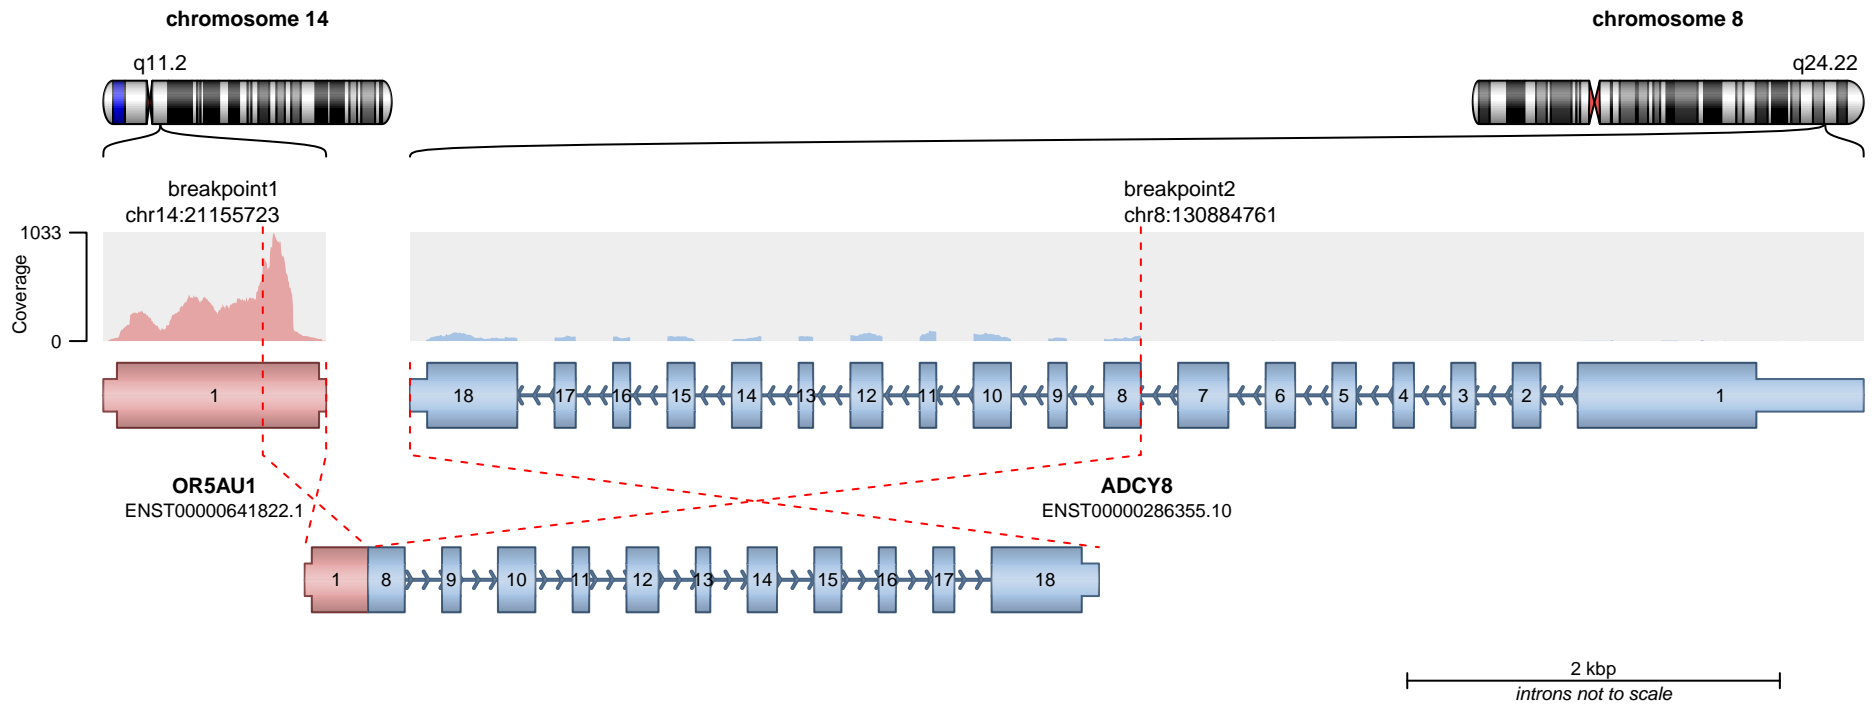 chromosome 14
chromosome 8
q11.2
q24.22
breakpoint1
chr14:21155723
breakpoint2
chr8:130884761
1033
0
Coverage
1
18 17 16 15 14 13 12 11 10 9 8 7 6 5 4 3 2 1
OR5AU1
ENST00000641822.1
ADCY8
ENST00000286355.10
1 8 9 10 11 12 13 14 15 16 17 18
2 kbp
introns not to scale